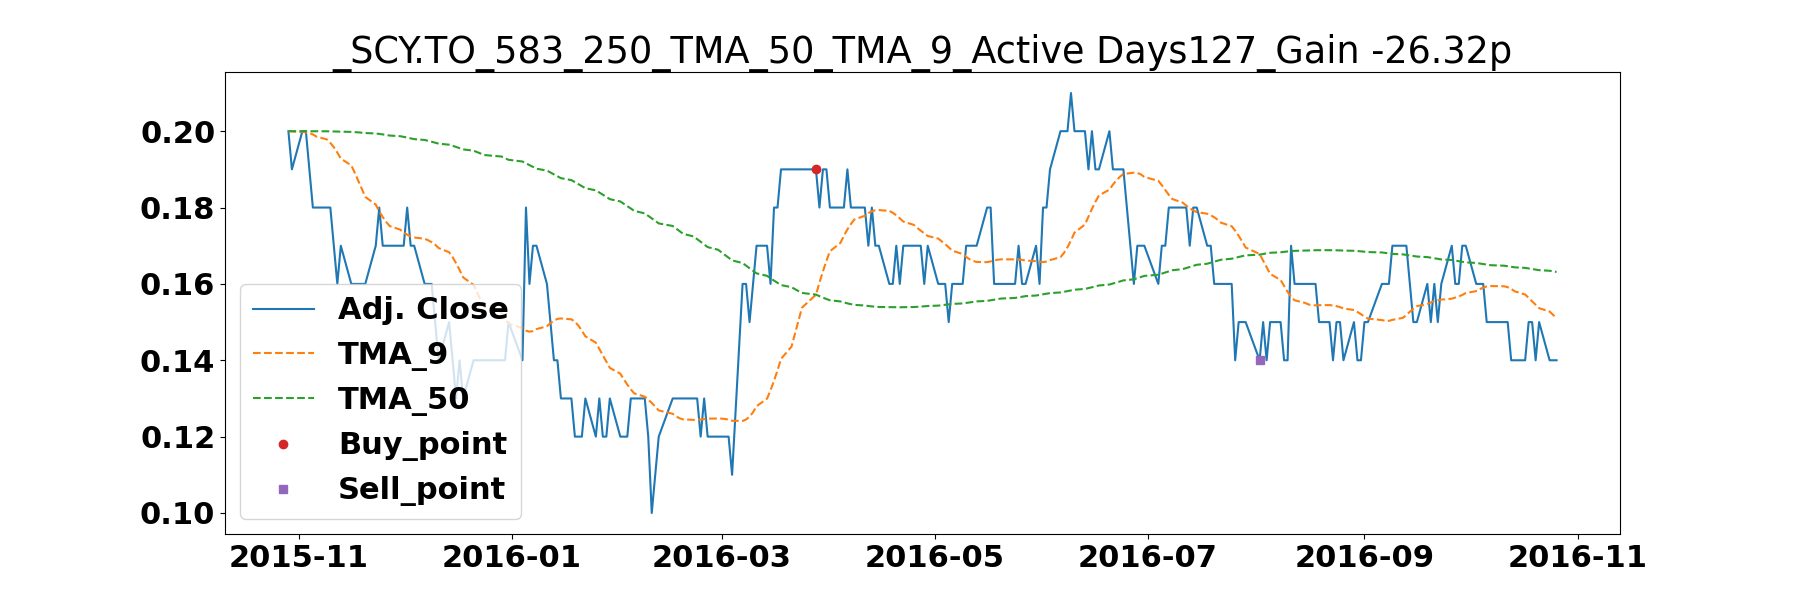 _SCY.TO_583_250_TMA_50_TMA_9_Active Days127_Gain -26.32p
0.20
0.18
0.16
0.14
0.12
0.10
Adj. Close
TMA_9
TMA_50
Buy_point
Sell_point
2015-11 2016-01 2016-03 2016-05 2016-07 2016-09 2016-11